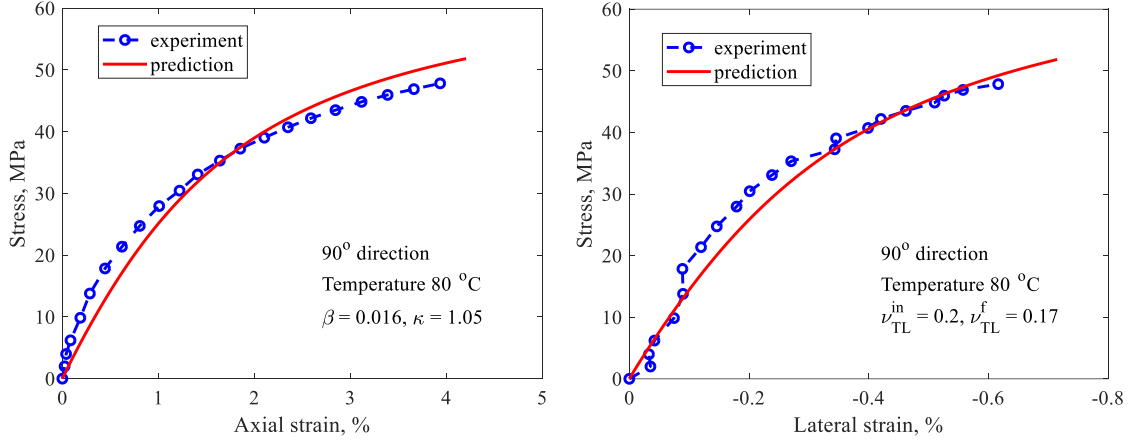 60
50
40
30
20
10
0
Stress, MPa
experiment
prediction
90° direction
Temperature 80 °C
β = 0.016, κ = 1.05
0 1 2 3 4 5
Axial strain, %
60
50
40
30
20
10
0
Stress, MPa
experiment
prediction
90° direction
Temperature 80 °C
ν_TL^in = 0.2, ν_TL^f = 0.17
0 -0.2 -0.4 -0.6 -0.8
Lateral strain, %